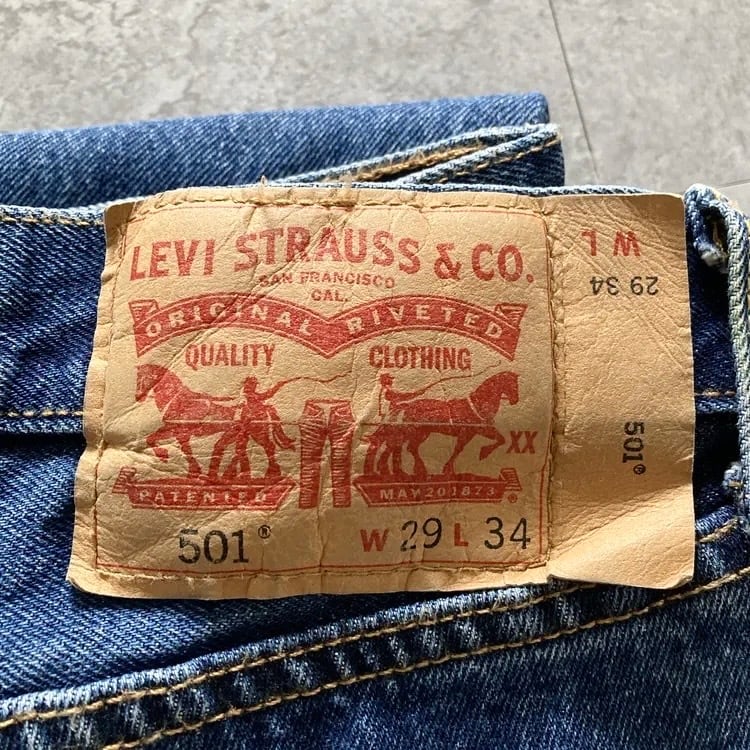 LEVI STRAUSS & CO.
SAN FRANCISCO
CAL.
ORIGINAL RIVETED
QUALITY CLOTHING
XX
PATENTED MAY 20 1873 ®
501® W 29 L 34
W L
29 34
501®